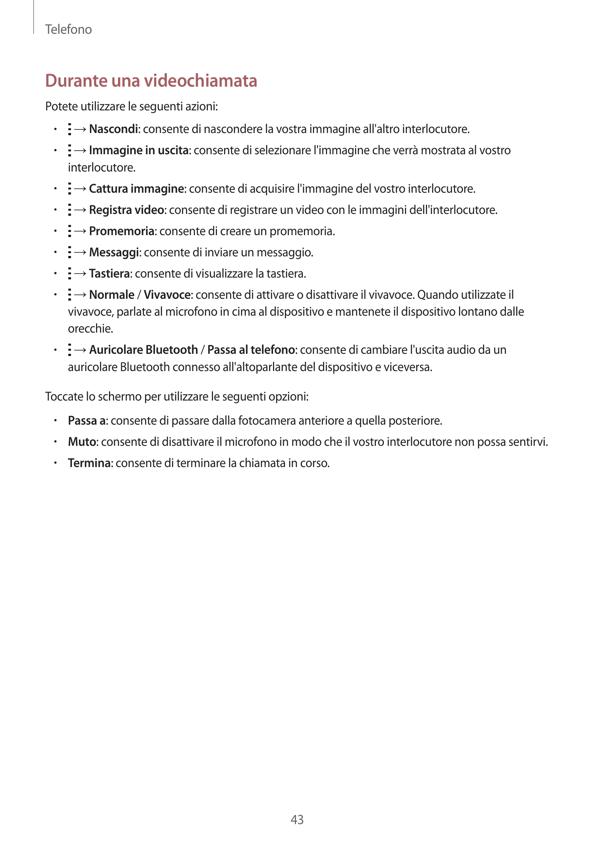 Telefono
Durante una videochiamata
Potete utilizzare le seguenti azioni:
• ⋮ → Nascondi: consente di nascondere la vostra immagine all'altro interlocutore.
• ⋮ → Immagine in uscita: consente di selezionare l'immagine che verrà mostrata al vostro
interlocutore.
• ⋮ → Cattura immagine: consente di acquisire l'immagine del vostro interlocutore.
• ⋮ → Registra video: consente di registrare un video con le immagini dell'interlocutore.
• ⋮ → Promemoria: consente di creare un promemoria.
• ⋮ → Messaggi: consente di inviare un messaggio.
• ⋮ → Tastiera: consente di visualizzare la tastiera.
• ⋮ → Normale / Vivavoce: consente di attivare o disattivare il vivavoce. Quando utilizzate il
vivavoce, parlate al microfono in cima al dispositivo e mantenete il dispositivo lontano dalle
orecchie.
• ⋮ → Auricolare Bluetooth / Passa al telefono: consente di cambiare l'uscita audio da un
auricolare Bluetooth connesso all'altoparlante del dispositivo e viceversa.
Toccate lo schermo per utilizzare le seguenti opzioni:
• Passa a: consente di passare dalla fotocamera anteriore a quella posteriore.
• Muto: consente di disattivare il microfono in modo che il vostro interlocutore non possa sentirvi.
• Termina: consente di terminare la chiamata in corso.
43